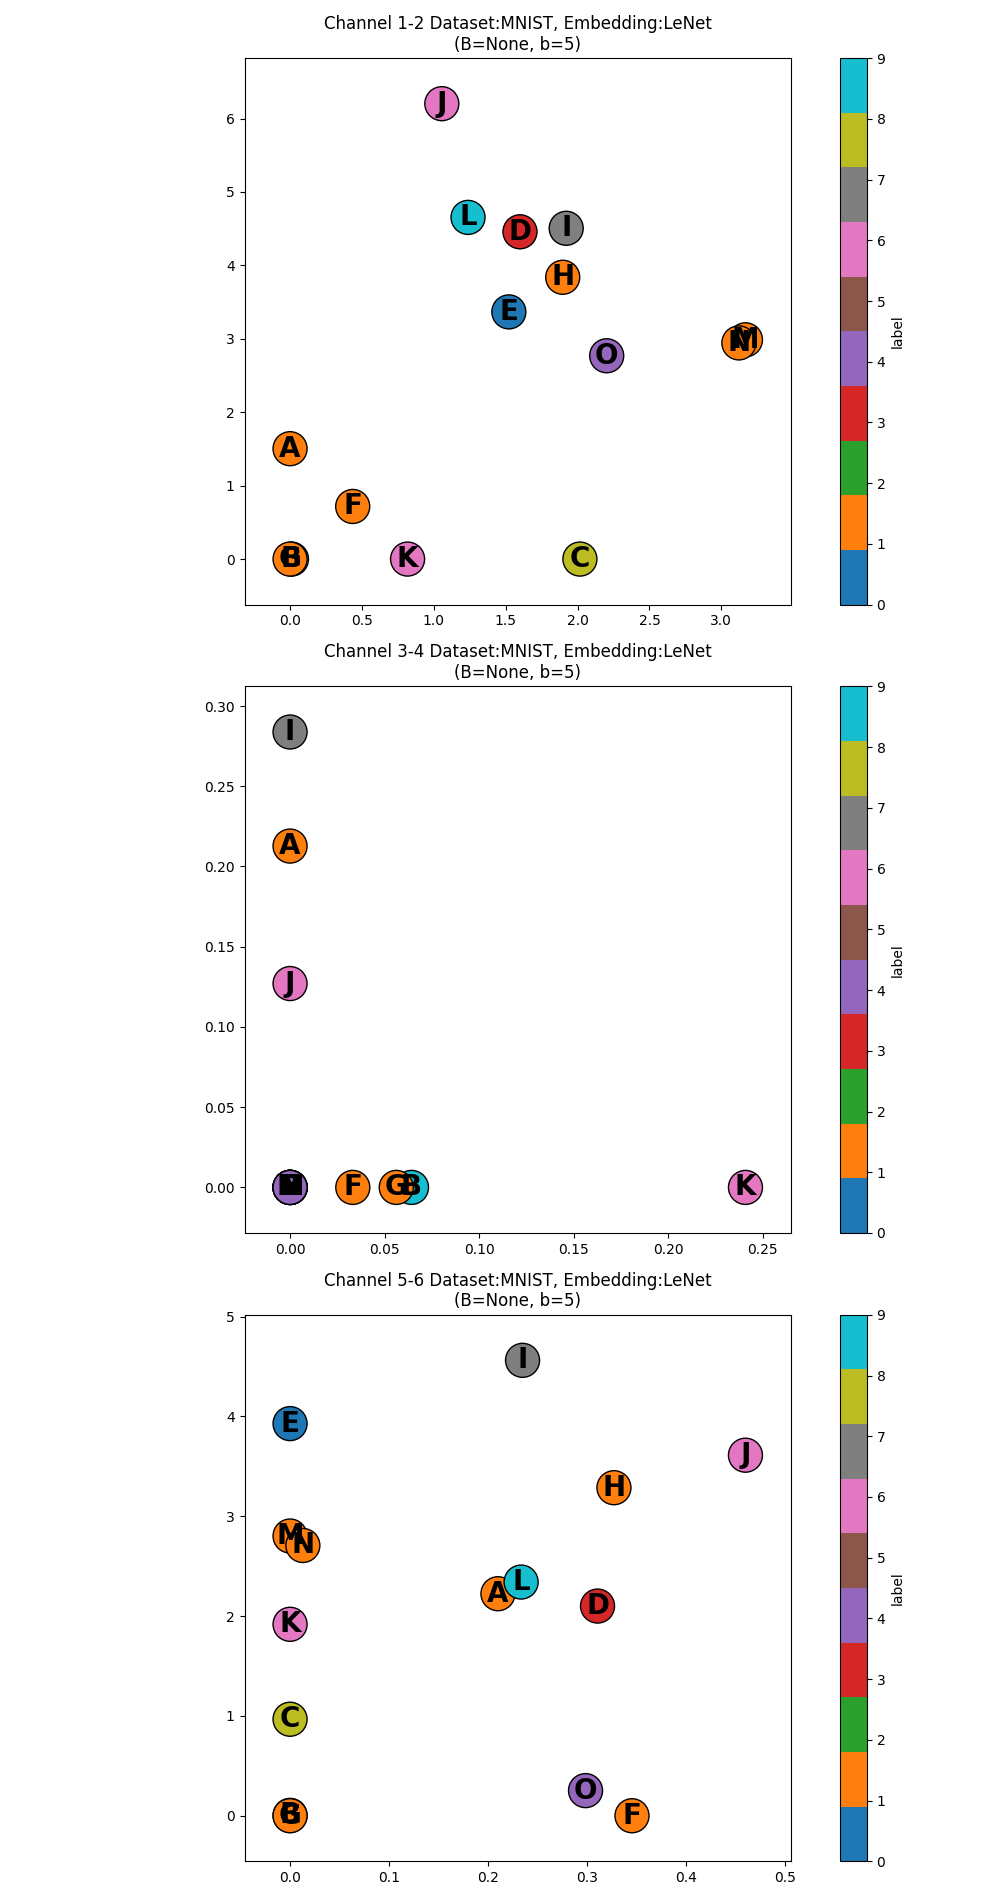 Channel 1-2 Dataset:MNIST, Embedding:LeNet
(B=None, b=5)
6
5
4
3
2
1
0
0.0 0.5 1.0 1.5 2.0 2.5 3.0
J
L D I
H
E
O
N M
A
F
B G K C
9
8
7
6
5
4
3
2
1
0
label
Channel 3-4 Dataset:MNIST, Embedding:LeNet
(B=None, b=5)
0.30
0.25
0.20
0.15
0.10
0.05
0.00
0.00 0.05 0.10 0.15 0.20 0.25
I
A
J
F G B K
9
8
7
6
5
4
3
2
1
0
label
Channel 5-6 Dataset:MNIST, Embedding:LeNet
(B=None, b=5)
5
4
3
2
1
0
0.0 0.1 0.2 0.3 0.4 0.5
I
E
J
H
M N
A L
D
K
C
O
B G F
9
8
7
6
5
4
3
2
1
0
label